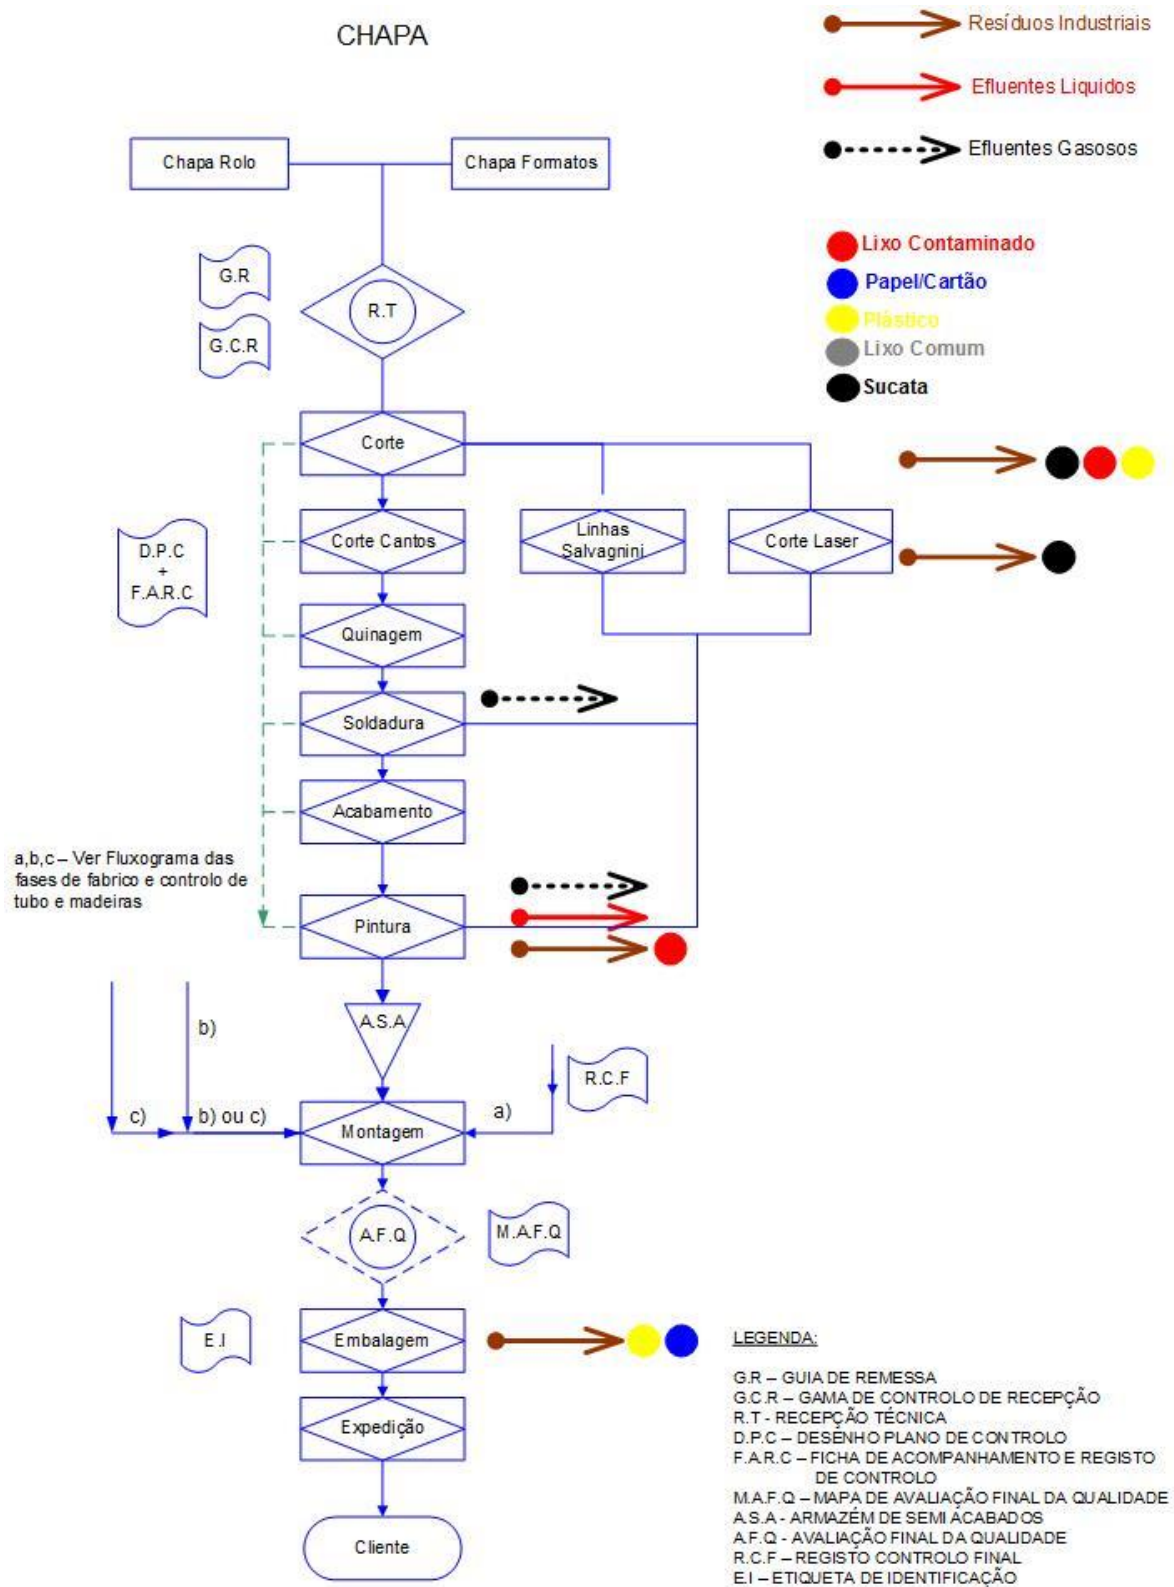 CHAPA
Resíduos Industriais
Efluentes Liquidos
Efluentes Gasosos
Chapa Rolo
Chapa Formatos
Lixo Contaminado
Papel/Cartão
Plástico
Lixo Comum
Sucata
G.R
G.C.R
R.T
Corte
D.P.C
+
F.A.R.C
Corte Cantos
Linhas
Salvagnini
Corte Laser
Quinagem
Soldadura
Acabamento
a,b,c – Ver Fluxograma das
fases de fabrico e controlo de
tubo e madeiras
Pintura
A.S.A
b)
R.C.F
c)
b) ou c)
a)
Montagem
A.F.Q
M.A.F.Q
E.I
Embalagem
Expedição
Cliente
LEGENDA:
G.R – GUIA DE REMESSA
G.C.R – GAMA DE CONTROLO DE RECEPÇÃO
R.T - RECEPÇÃO TÉCNICA
D.P.C – DESENHO PLANO DE CONTROLO
F.A.R.C – FICHA DE ACOMPANHAMENTO E REGISTO
DE CONTROLO
M.A.F.Q – MAPA DE AVALIAÇÃO FINAL DA QUALIDADE
A.S.A - ARMAZÉM DE SEMI ACABADOS
A.F.Q - AVALIAÇÃO FINAL DA QUALIDADE
R.C.F – REGISTO CONTROLO FINAL
E.I – ETIQUETA DE IDENTIFICAÇÃO